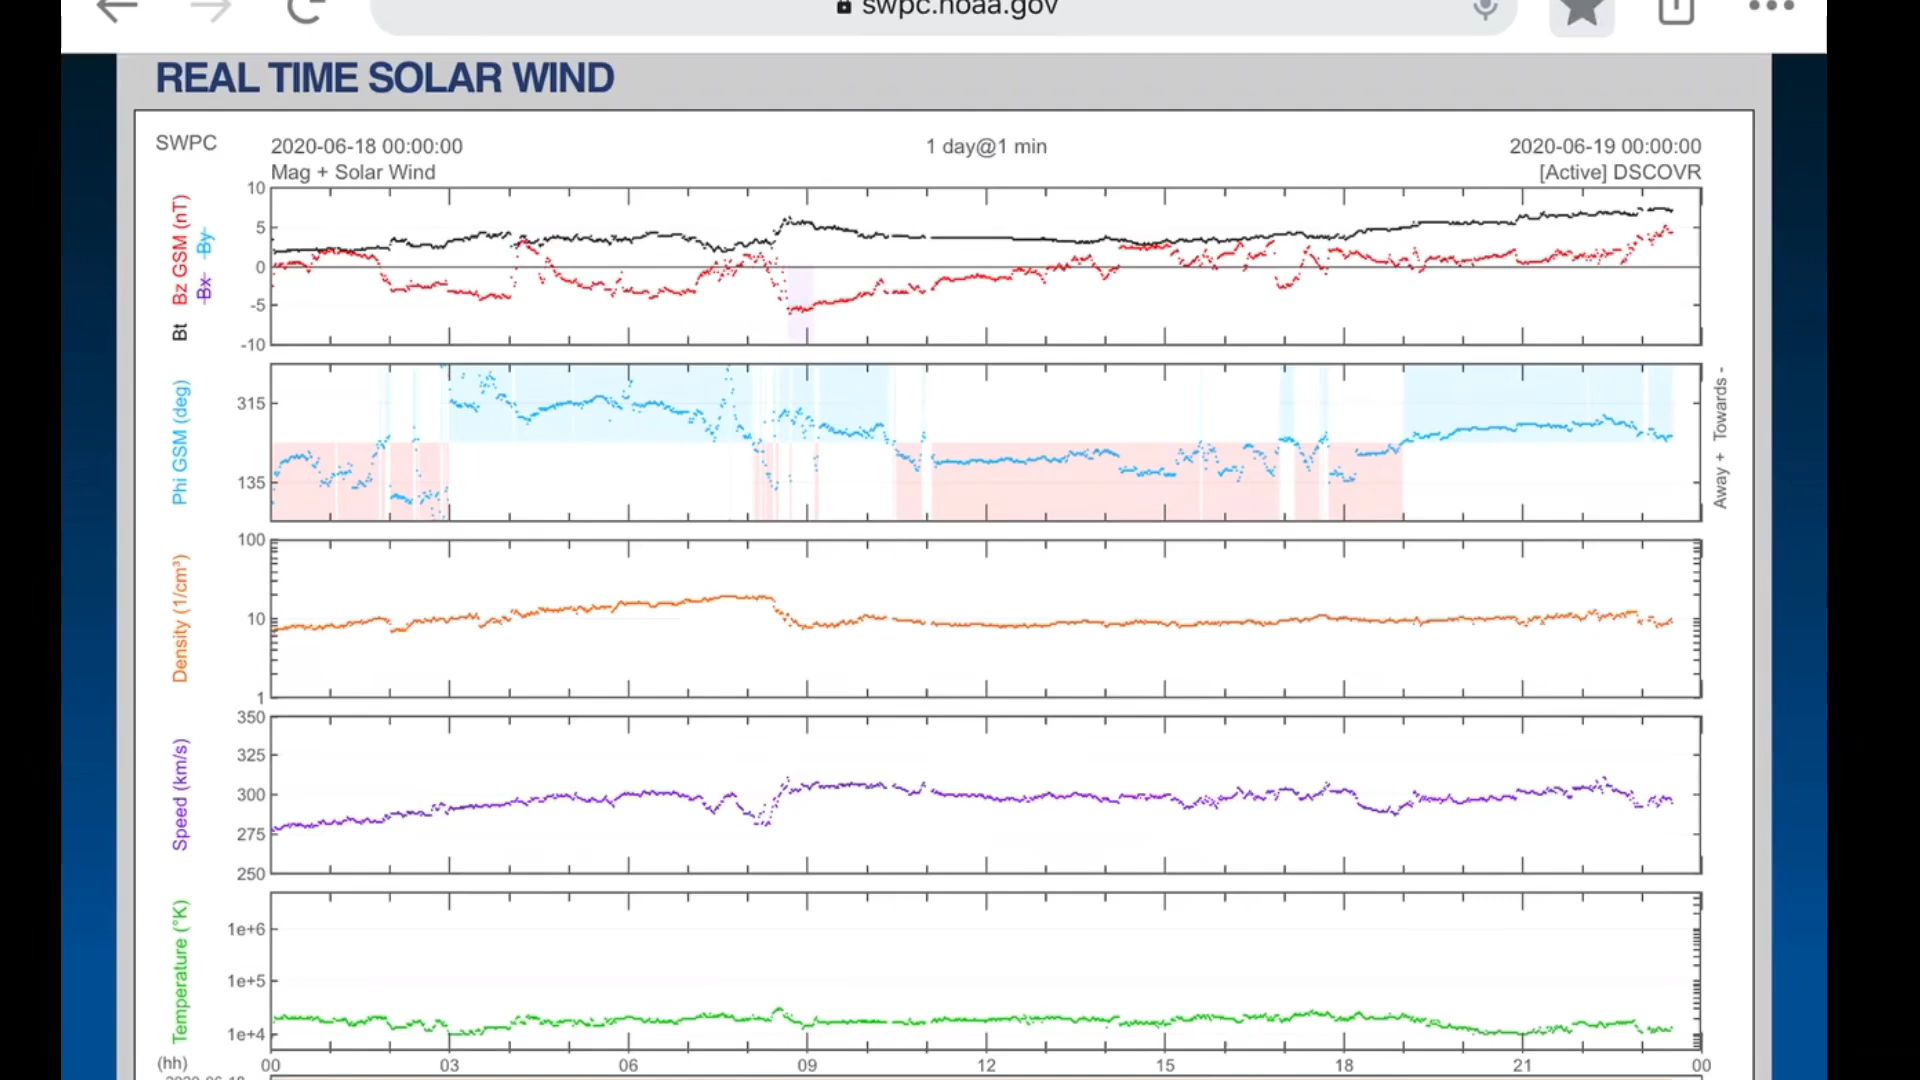 swpc.noaa.gov
REAL TIME SOLAR WIND
SWPC
2020-06-18 00:00:00
1 day@1 min
2020-06-19 00:00:00
Mag + Solar Wind
[Active] DSCOVR
Bt Bz GSM (nT)
Bx By
10
5
0
-5
-10
Phi GSM (deg)
315
135
Away + Towards -
Density (1/cm³)
100
10
1
Speed (km/s)
350
325
300
275
250
Temperature (°K)
1e+6
1e+5
1e+4
(hh)
00 03 06 09 12 15 18 21 00
2020-06-18